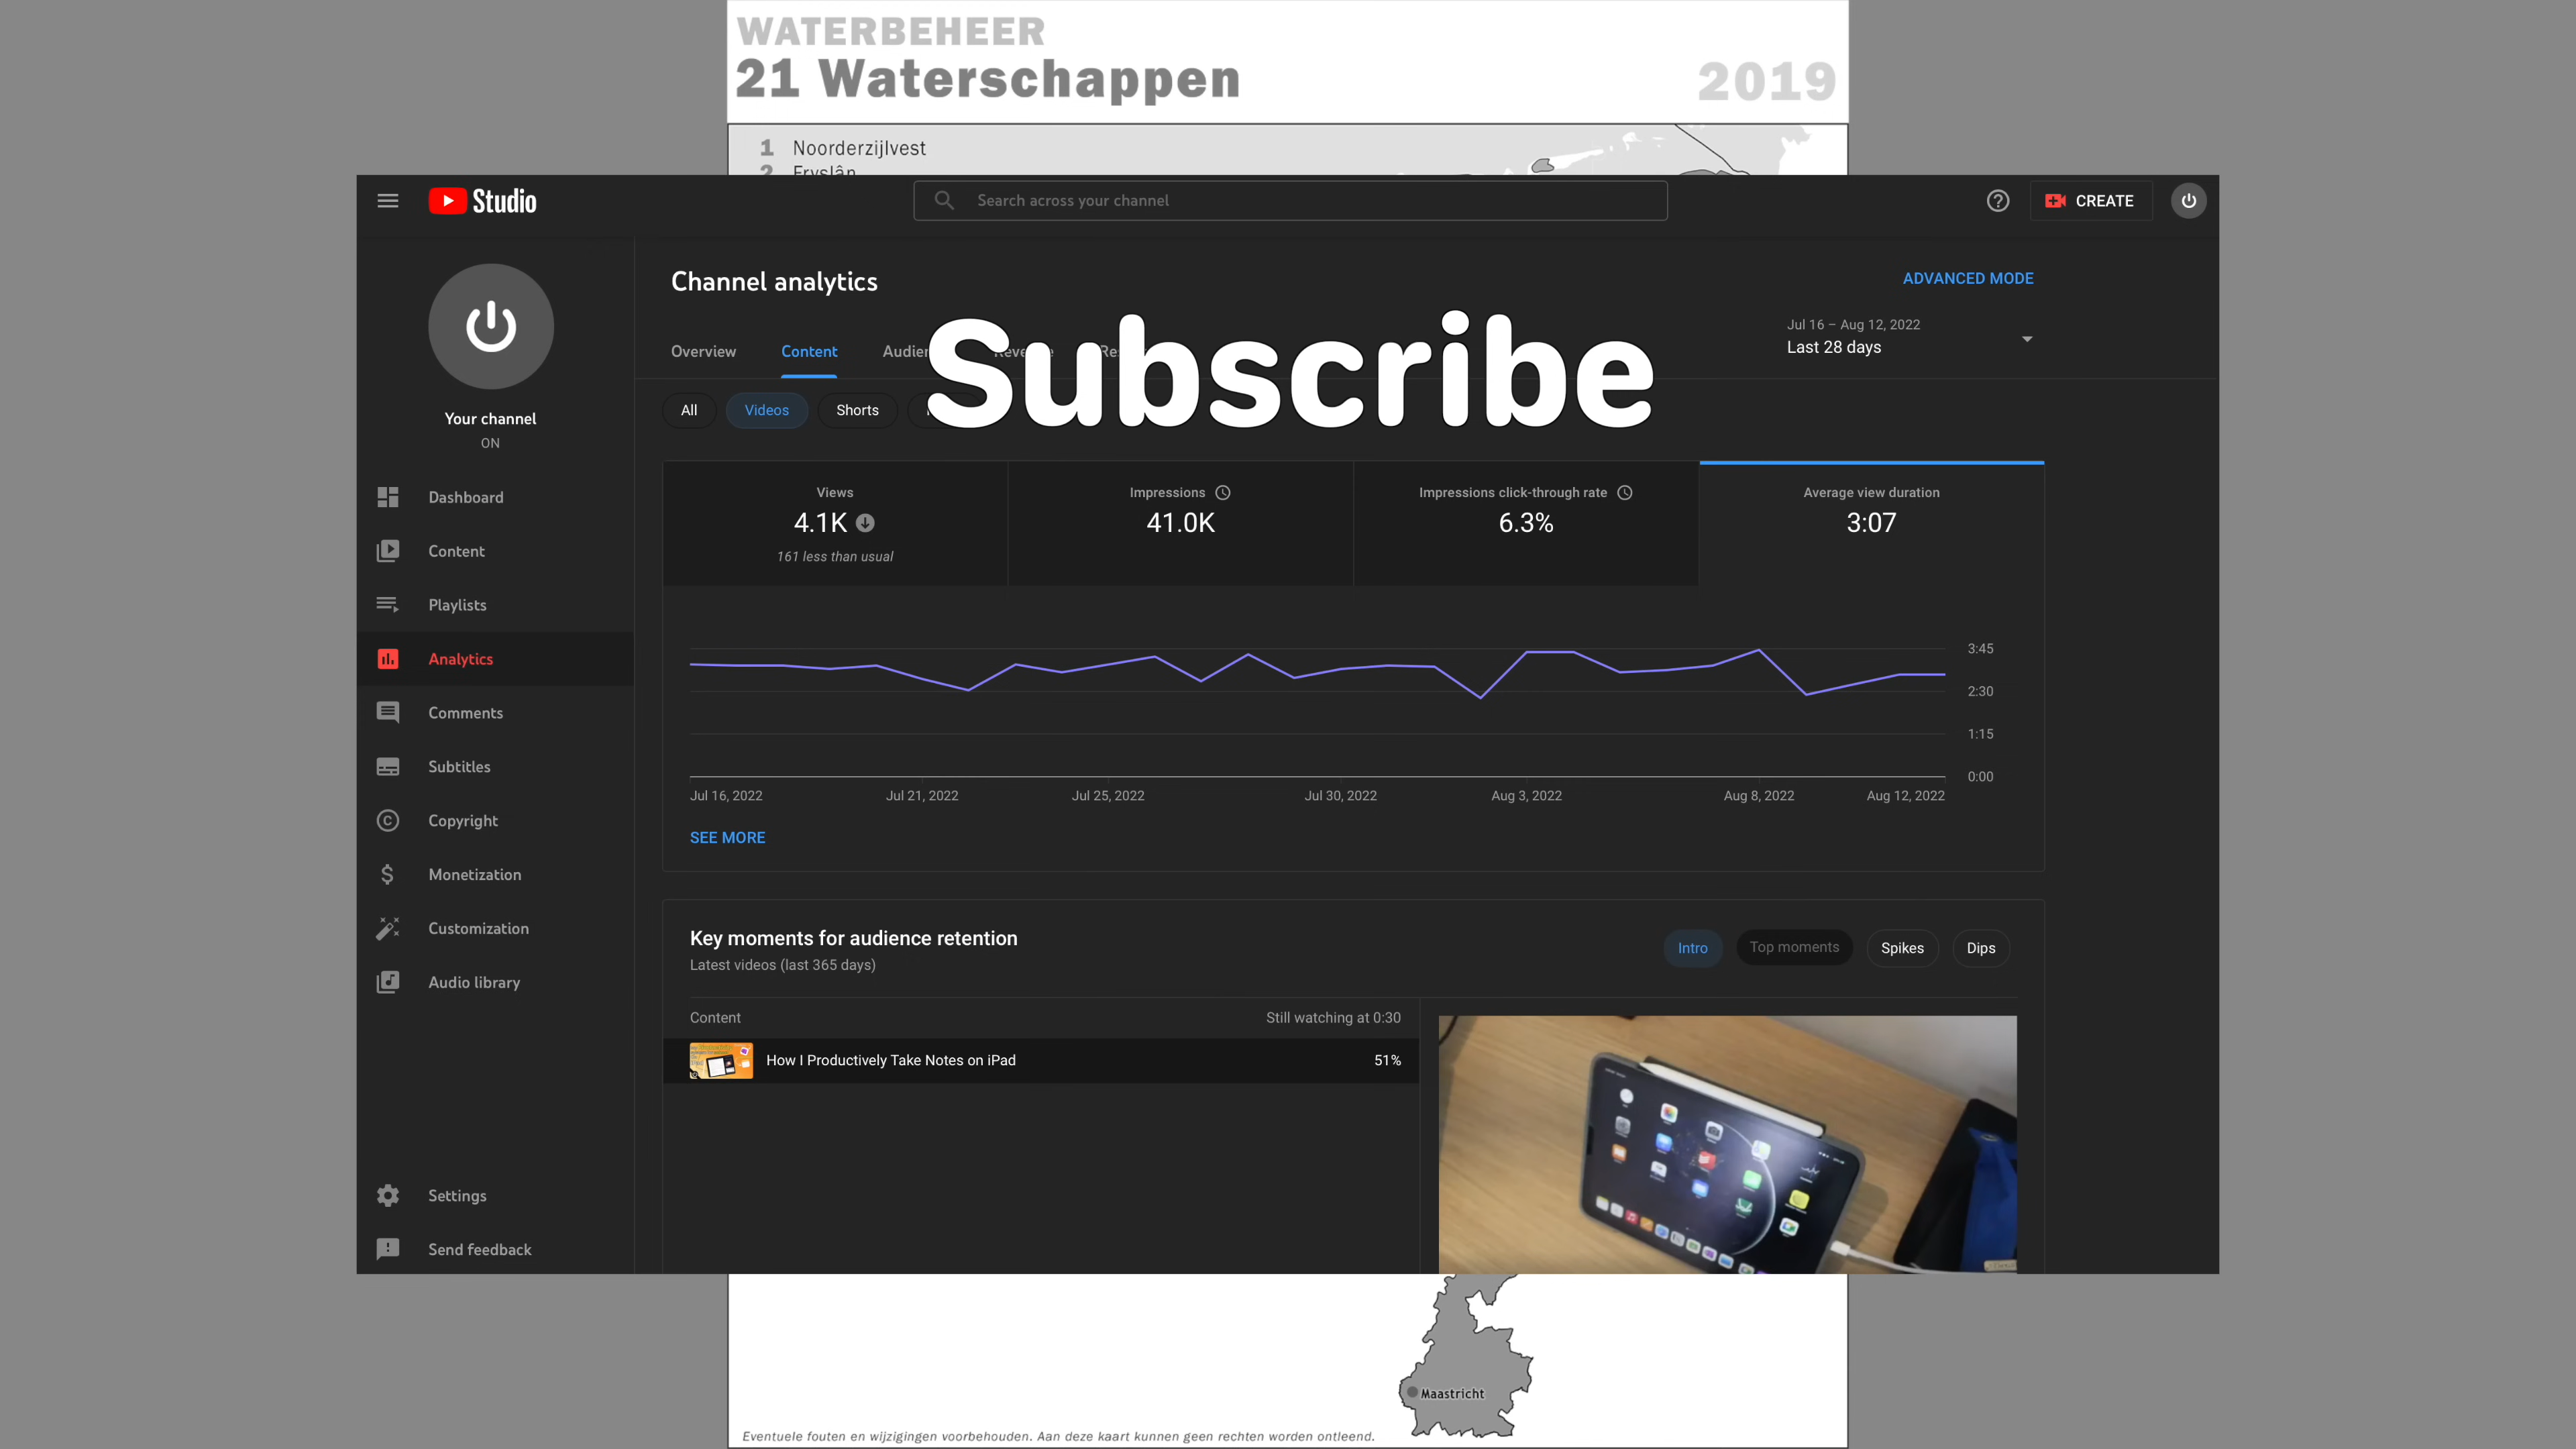 WATERBEHEER
21 Waterschappen
2019
1 Noorderzijlvest
2 Fryslân
Studio
Search across your channel
CREATE
Channel analytics
ADVANCED MODE
Subscribe
Overview
Content
Jul 16 – Aug 12, 2022
Last 28 days
All
Videos
Shorts
Your channel
ON
Dashboard
Content
Playlists
Analytics
Comments
Subtitles
Copyright
Monetization
Customization
Audio library
Settings
Send feedback
Views
4.1K
161 less than usual
Impressions
41.0K
Impressions click-through rate
6.3%
Average view duration
3:07
3:45
2:30
1:15
0:00
Jul 16, 2022
Jul 21, 2022
Jul 25, 2022
Jul 30, 2022
Aug 3, 2022
Aug 8, 2022
Aug 12, 2022
SEE MORE
Key moments for audience retention
Latest videos (last 365 days)
Intro
Top moments
Spikes
Dips
Content
Still watching at 0:30
How I Productively Take Notes on iPad
51%
Maastricht
Eventuele fouten en wijzigingen voorbehouden. Aan deze kaart kunnen geen rechten worden ontleend.